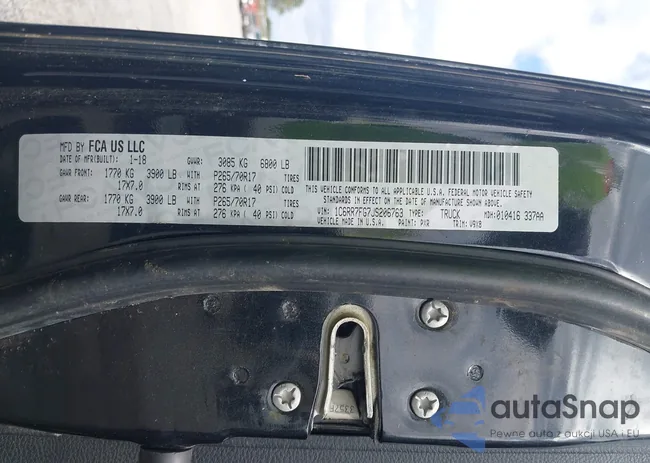 MFD BY FCA US LLC
DATE OF MFR(BUILT): 1-18 GVWR: 3085 KG 6800 LB
GAWR FRONT: 1770 KG 3900 LB WITH P265/70R17
17X7.0 RIMS AT 276 KPA ( 40 PSI) COLD
GAWR REAR: 1770 KG 3900 LB WITH P265/70R17
17X7.0 RIMS AT 276 KPA ( 40 PSI) COLD
THIS VEHICLE CONFORMS TO ALL APPLICABLE U.S.A. FEDERAL MOTOR VEHICLE SAFETY
STANDARDS IN EFFECT ON THE DATE OF MANUFACTURE SHOWN ABOVE.
VIN: 1C6RR7FG7JS206763 TYPE: TRUCK MDH: 010416 337AA
VEHICLE MADE IN U.S.A. PAINT: PXR TRIM: V9X8
autoSnap
Pewne auto z aukcji USA i EU